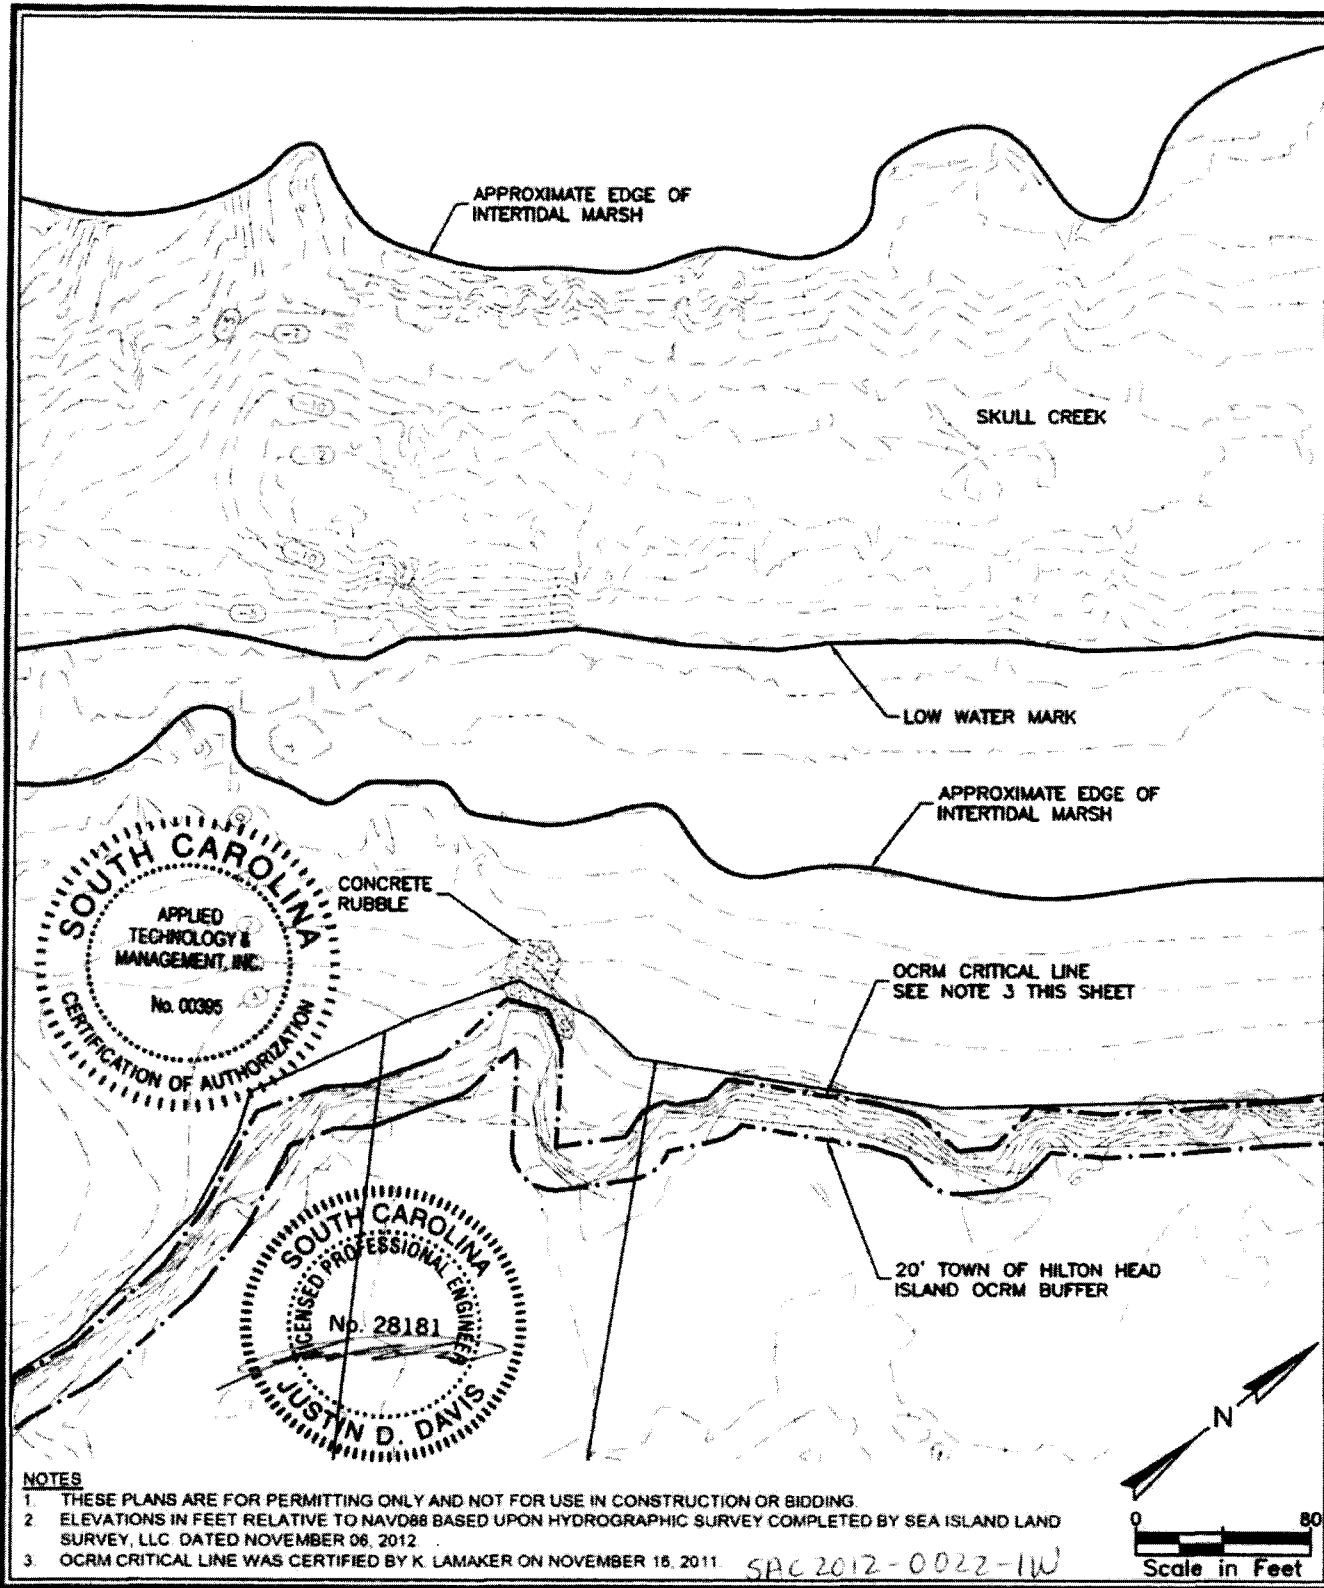 APPROXIMATE EDGE OF
INTERTIDAL MARSH
SKULL CREEK
-10
-10
LOW WATER MARK
APPROXIMATE EDGE OF
INTERTIDAL MARSH
CONCRETE
RUBBLE
OCRM CRITICAL LINE
SEE NOTE 3 THIS SHEET
SOUTH CAROLINA
APPLIED
TECHNOLOGY &
MANAGEMENT, INC.
No. 00395
CERTIFICATION OF AUTHORIZATION
SOUTH CAROLINA
LICENSED PROFESSIONAL ENGINEER
No. 28181
JUSTIN D. DAVIS
20' TOWN OF HILTON HEAD
ISLAND OCRM BUFFER
N
NOTES
1. THESE PLANS ARE FOR PERMITTING ONLY AND NOT FOR USE IN CONSTRUCTION OR BIDDING.
2 ELEVATIONS IN FEET RELATIVE TO NAVD88 BASED UPON HYDROGRAPHIC SURVEY COMPLETED BY SEA ISLAND LAND
SURVEY, LLC. DATED NOVEMBER 06, 2012.
3. OCRM CRITICAL LINE WAS CERTIFIED BY K. LAMAKER ON NOVEMBER 16, 2011.
SAC 2012-0022-1W
0 80
Scale in Feet